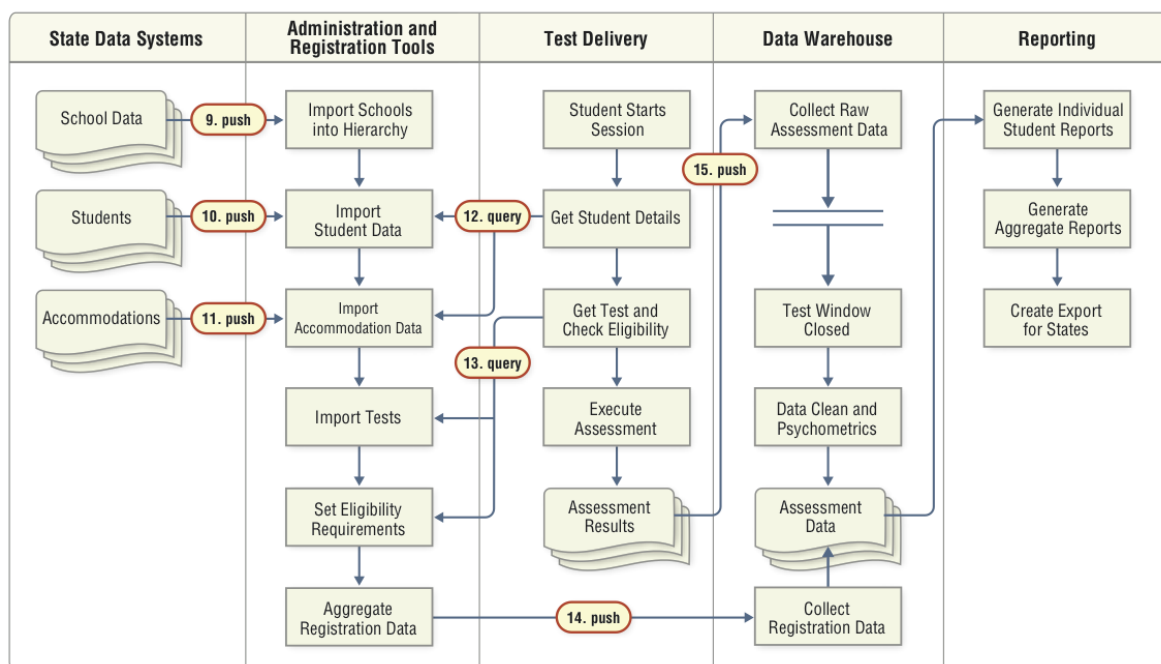 State Data Systems
Administration and
Registration Tools
Test Delivery
Data Warehouse
Reporting
School Data
9. push
Import Schools
into Hierarchy
Students
10. push
Import
Student Data
Accommodations
11. push
Import
Accommodation Data
Import Tests
Set Eligibility
Requirements
Aggregate
Registration Data
12. query
13. query
14. push
Student Starts
Session
Get Student Details
Get Test and
Check Eligibility
Execute
Assessment
Assessment
Results
15. push
Collect Raw
Assessment Data
Test Window
Closed
Data Clean and
Psychometrics
Assessment
Data
Collect
Registration Data
Generate Individual
Student Reports
Generate
Aggregate Reports
Create Export
for States